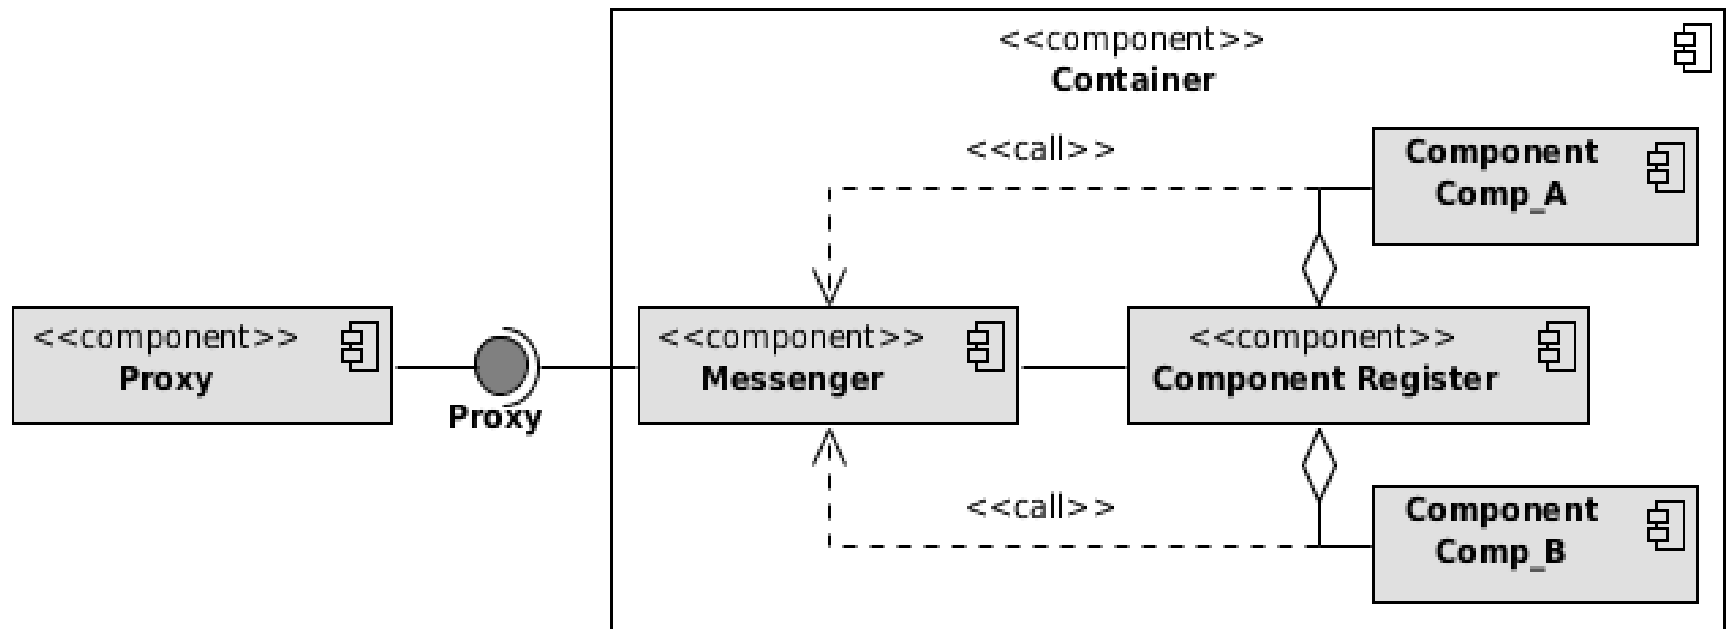 <<component>>
Container
<<call>>
Component
Comp_A
<<component>>
Proxy
Proxy
<<component>>
Messenger
<<component>>
Component Register
<<call>>
Component
Comp_B